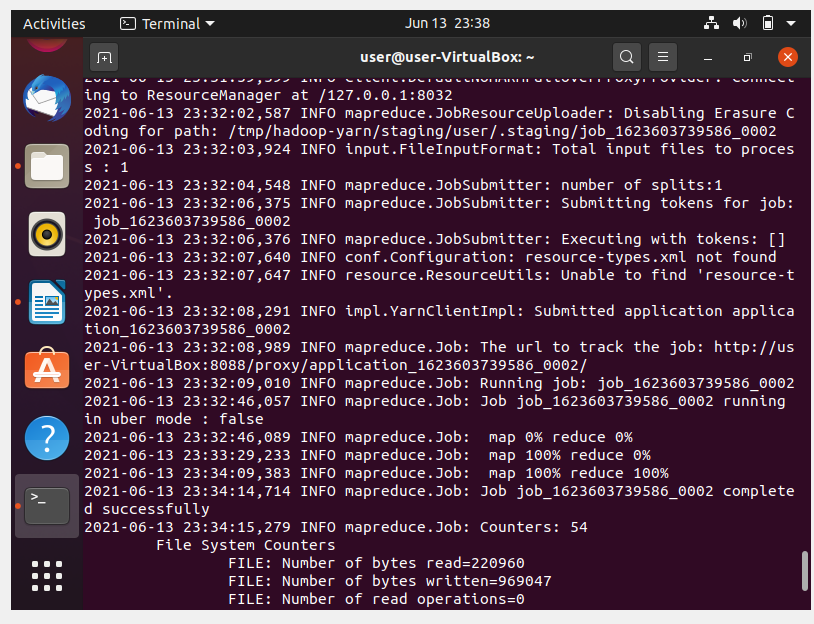 Activities
Terminal
Jun 13 23:38
user@user-VirtualBox: ~
ing to ResourceManager at /127.0.0.1:8032
2021-06-13 23:32:02,587 INFO mapreduce.JobResourceUploader: Disabling Erasure C
oding for path: /tmp/hadoop-yarn/staging/user/.staging/job_1623603739586_0002
2021-06-13 23:32:03,924 INFO input.FileInputFormat: Total input files to proces
s : 1
2021-06-13 23:32:04,548 INFO mapreduce.JobSubmitter: number of splits:1
2021-06-13 23:32:06,375 INFO mapreduce.JobSubmitter: Submitting tokens for job:
 job_1623603739586_0002
2021-06-13 23:32:06,376 INFO mapreduce.JobSubmitter: Executing with tokens: []
2021-06-13 23:32:07,640 INFO conf.Configuration: resource-types.xml not found
2021-06-13 23:32:07,647 INFO resource.ResourceUtils: Unable to find 'resource-t
ypes.xml'.
2021-06-13 23:32:08,291 INFO impl.YarnClientImpl: Submitted application applica
tion_1623603739586_0002
2021-06-13 23:32:08,989 INFO mapreduce.Job: The url to track the job: http://us
er-VirtualBox:8088/proxy/application_1623603739586_0002/
2021-06-13 23:32:09,010 INFO mapreduce.Job: Running job: job_1623603739586_0002
2021-06-13 23:32:46,057 INFO mapreduce.Job: Job job_1623603739586_0002 running
in uber mode : false
2021-06-13 23:32:46,089 INFO mapreduce.Job:  map 0% reduce 0%
2021-06-13 23:33:29,233 INFO mapreduce.Job:  map 100% reduce 0%
2021-06-13 23:34:09,383 INFO mapreduce.Job:  map 100% reduce 100%
2021-06-13 23:34:14,714 INFO mapreduce.Job: Job job_1623603739586_0002 complete
d successfully
2021-06-13 23:34:15,279 INFO mapreduce.Job: Counters: 54
File System Counters
FILE: Number of bytes read=220960
FILE: Number of bytes written=969047
FILE: Number of read operations=0